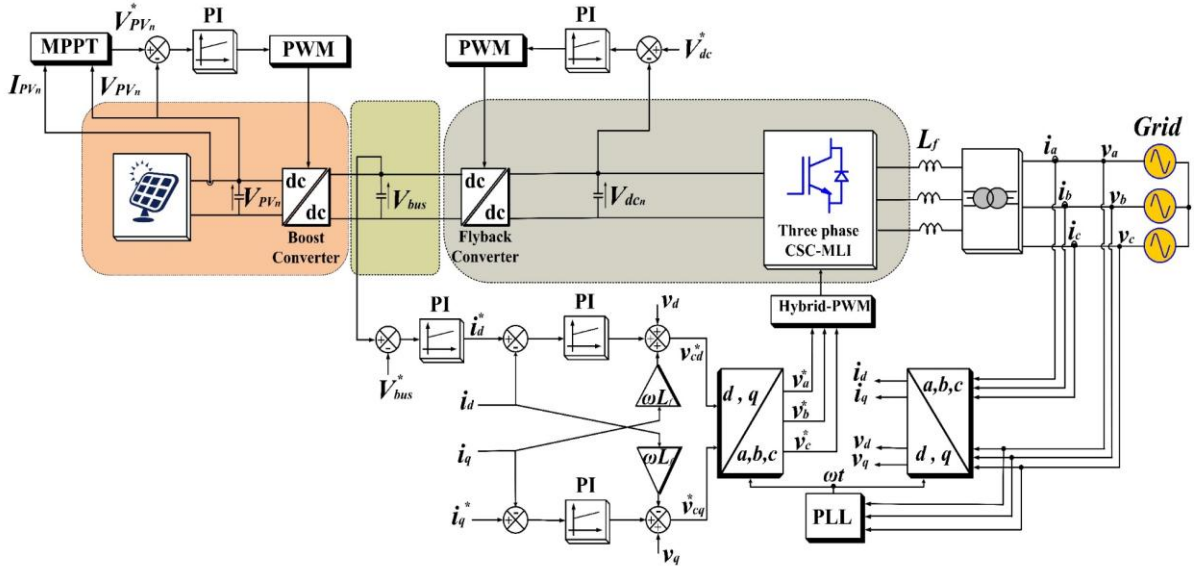 V*PVn
PI
MPPT
PWM
IPVn
VPVn
PWM
PI
V*dc
dc
dc
VPVn
Boost
Converter
Vbus
dc
dc
Flyback
Converter
Vdcn
Three phase
CSC-MLI
Lf
ia
va
ib
vb
ic
vc
Grid
Hybrid-PWM
PI
i*d
PI
vd
v*cd
V*bus
id
iq
ωL
ωL
i*q
PI
v*cq
vq
d , q
a,b,c
v*a
v*b
v*c
id
iq
vd
vq
a,b,c
d , q
ωt
PLL